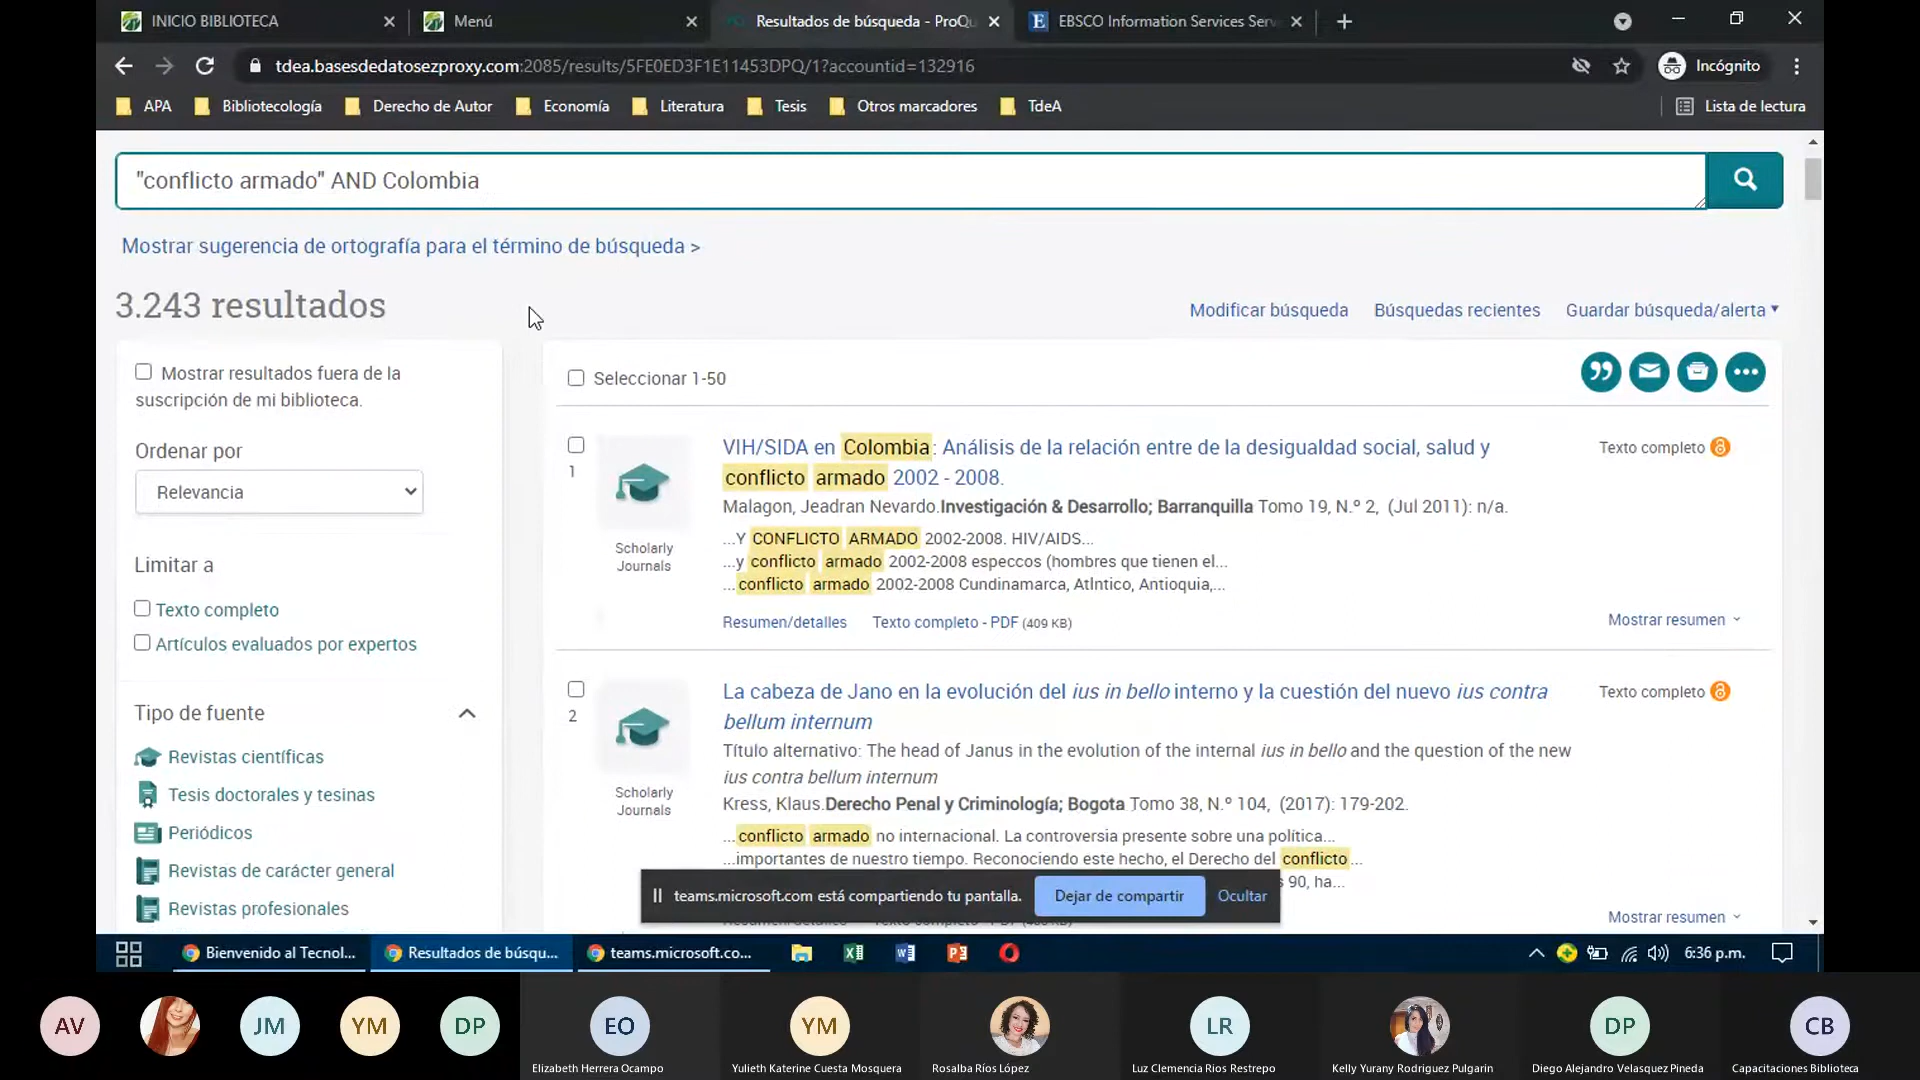 INICIO BIBLIOTECA
Menú
Resultados de búsqueda - ProQu
EBSCO Information Services Serv
tdea.basesdedatosezproxy.com:2085/results/5FE0ED3F1E11453DPQ/1?accountid=132916
Incógnito
APA
Bibliotecología
Derecho de Autor
Economía
Literatura
Tesis
Otros marcadores
TdeA
Lista de lectura
"conflicto armado" AND Colombia
Mostrar sugerencia de ortografía para el término de búsqueda >
3.243 resultados
Modificar búsqueda
Búsquedas recientes
Guardar búsqueda/alerta
Mostrar resultados fuera de la
suscripción de mi biblioteca.
Ordenar por
Relevancia
Limitar a
Texto completo
Artículos evaluados por expertos
Tipo de fuente
Revistas científicas
Tesis doctorales y tesinas
Periódicos
Revistas de carácter general
Revistas profesionales
Seleccionar 1-50
1
Scholarly
Journals
VIH/SIDA en Colombia: Análisis de la relación entre de la desigualdad social, salud y
conflicto armado 2002 - 2008.
Texto completo
Malagon, Jeadran Nevardo.Investigación & Desarrollo; Barranquilla Tomo 19, N.º 2, (Jul 2011): n/a.
...Y CONFLICTO ARMADO 2002-2008. HIV/AIDS...
...y conflicto armado 2002-2008 especcos (hombres que tienen el...
...conflicto armado 2002-2008 Cundinamarca, Atlntico, Antioquia,...
Resumen/detalles
Texto completo - PDF (409 KB)
Mostrar resumen
2
Scholarly
Journals
La cabeza de Jano en la evolución del ius in bello interno y la cuestión del nuevo ius contra
bellum internum
Texto completo
Título alternativo: The head of Janus in the evolution of the internal ius in bello and the question of the new
ius contra bellum internum
Kress, Klaus.Derecho Penal y Criminología; Bogota Tomo 38, N.º 104, (2017): 179-202.
...conflicto armado no internacional. La controversia presente sobre una política...
...importantes de nuestro tiempo. Reconociendo este hecho, el Derecho del conflicto...
90, ha...
Mostrar resumen
teams.microsoft.com está compartiendo tu pantalla.
Dejar de compartir
Ocultar
Bienvenido al Tecnol...
Resultados de búsqu...
teams.microsoft.co...
6:36 p.m.
AV
JM
YM
DP
EO
YM
LR
DP
CB
Elizabeth Herrera Ocampo
Yulieth Katerine Cuesta Mosquera
Rosalba Ríos López
Luz Clemencia Rios Restrepo
Kelly Yurany Rodriguez Pulgarin
Diego Alejandro Velasquez Pineda
Capacitaciones Biblioteca